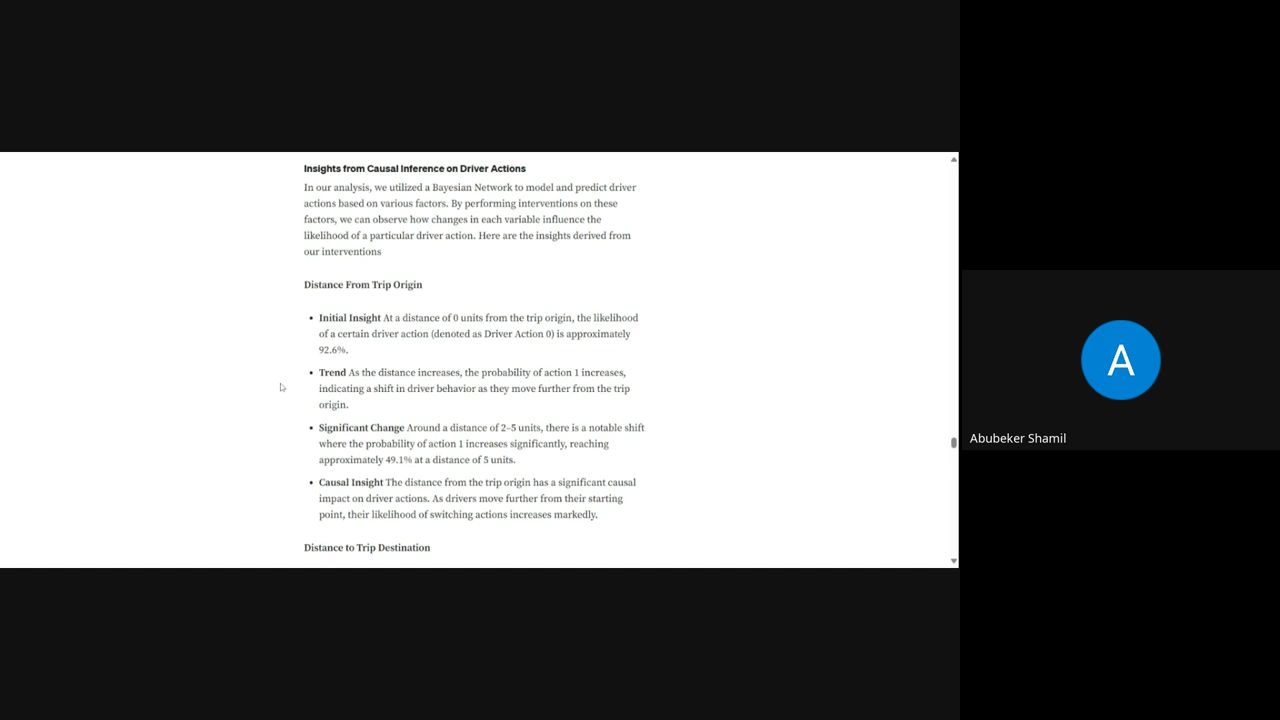 Insights from Causal Inference on Driver Actions
In our analysis, we utilized a Bayesian Network to model and predict driver
actions based on various factors. By performing interventions on these
factors, we can observe how changes in each variable influence the
likelihood of a particular driver action. Here are the insights derived from
our interventions
Distance From Trip Origin
• Initial Insight At a distance of 0 units from the trip origin, the likelihood
of a certain driver action (denoted as Driver Action 0) is approximately
92.6%.
• Trend As the distance increases, the probability of action 1 increases,
indicating a shift in driver behavior as they move further from the trip
origin.
• Significant Change Around a distance of 2–5 units, there is a notable shift
where the probability of action 1 increases significantly, reaching
approximately 49.1% at a distance of 5 units.
• Causal Insight The distance from the trip origin has a significant causal
impact on driver actions. As drivers move further from their starting
point, their likelihood of switching actions increases markedly.
Distance to Trip Destination
A
Abubeker Shamil